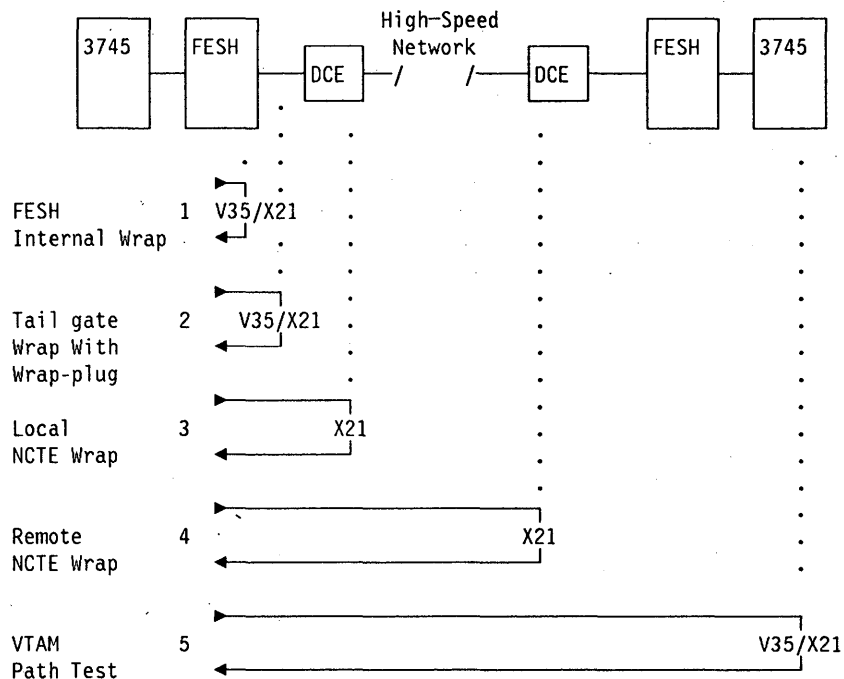 High-Speed
Network
3745 FESH DCE DCE FESH 3745
FESH 1 V35/X21
Internal Wrap
Tail gate 2 V35/X21
Wrap With
Wrap-plug
Local 3 X21
NCTE Wrap
Remote 4 X21
NCTE Wrap
VTAM 5 V35/X21
Path Test